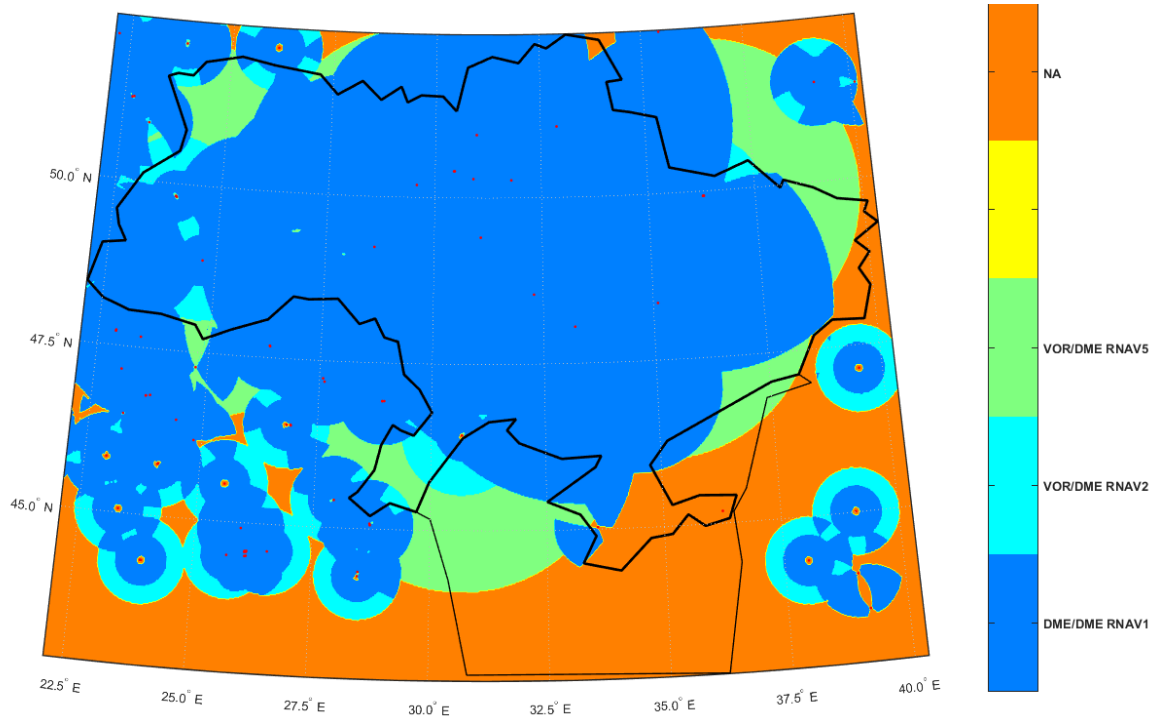 NA
50.0° N
VOR/DME RNAV5
47.5° N
VOR/DME RNAV2
45.0° N
DME/DME RNAV1
22.5° E
25.0° E
27.5° E
30.0° E
32.5° E
35.0° E
37.5° E
40.0° E